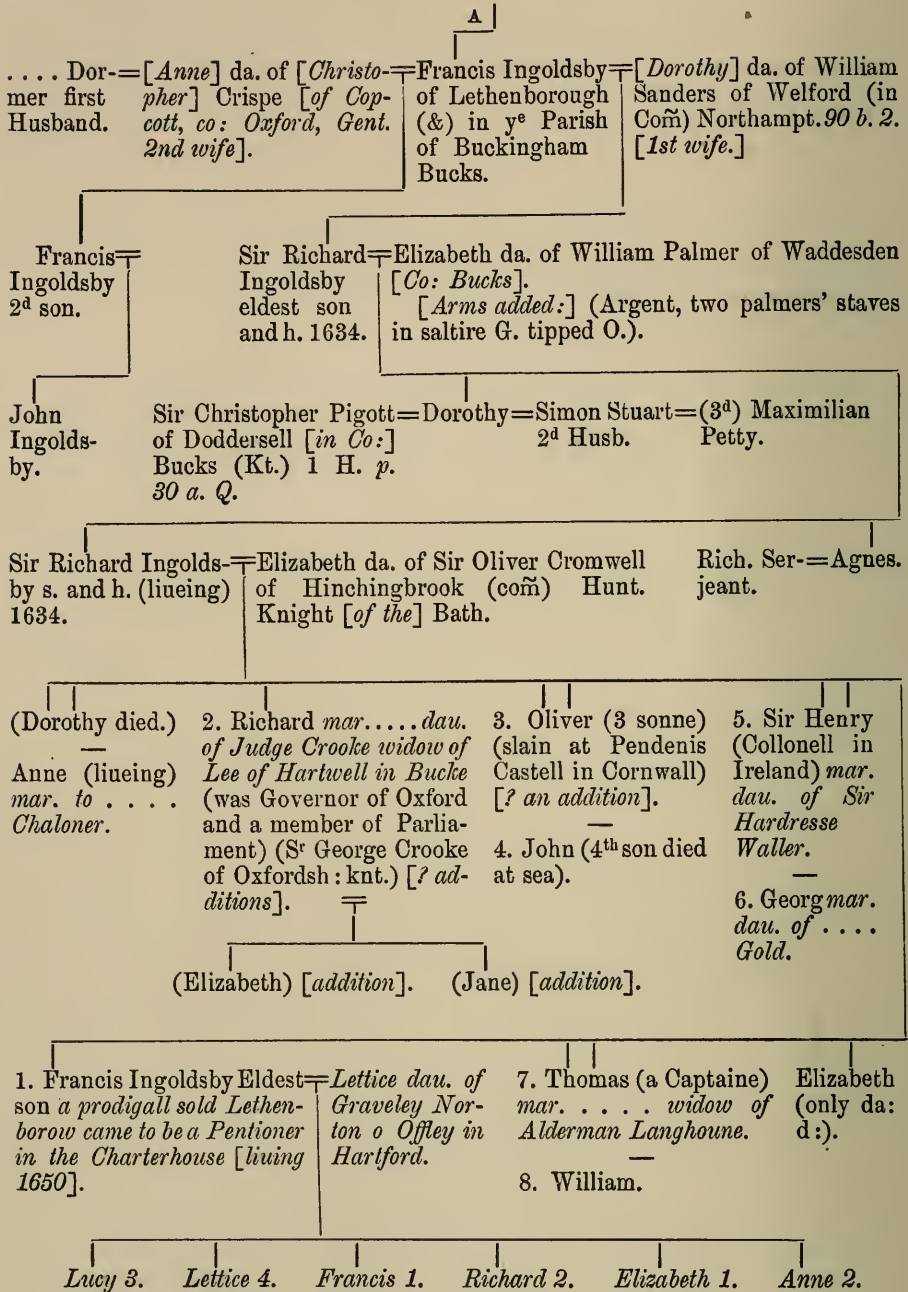 A
. . . . Dor-=[Anne] da. of [Christo-=Francis Ingoldsby=[Dorothy] da. of William
mer first pher] Crispe [of Cop- of Lethenborough Sanders of Welford (in
Husband. cott, co: Oxford, Gent. (&) in yᵉ Parish Com̃) Northampt. 90 b. 2.
2nd wife]. of Buckingham [1st wife.]
Bucks.
Francis= Sir Richard=Elizabeth da. of William Palmer of Waddesden
Ingoldsby Ingoldsby [Co: Bucks].
2ᵈ son. eldest son [Arms added:] (Argent, two palmers' staves
and h. 1634. in saltire G. tipped O.).
John Sir Christopher Pigott=Dorothy=Simon Stuart=(3ᵈ) Maximilian
Ingolds- of Doddersell [in Co:] 2ᵈ Husb. Petty.
by. Bucks (Kt.) 1 H. p.
30 a. Q.
Sir Richard Ingolds-=Elizabeth da. of Sir Oliver Cromwell Rich. Ser-=Agnes.
by s. and h. (liueing) of Hinchingbrook (com̃) Hunt. jeant.
1634. Knight [of the] Bath.
(Dorothy died.) 2. Richard mar. . . . . dau. 3. Oliver (3 sonne) 5. Sir Henry
— of Judge Crooke widow of (slain at Pendenis (Collonell in
Anne (liueing) Lee of Hartwell in Bucke Castell in Cornwall) Ireland) mar.
mar. to . . . . (was Governor of Oxford [? an addition]. dau. of Sir
Chaloner. and a member of Parlia- — Hardresse
ment) (Sʳ George Crooke 4. John (4ᵗʰ son died Waller.
of Oxfordsh : knt.) [? ad- at sea). —
ditions]. = 6. Georg mar.
dau. of . . . .
Gold.
(Elizabeth) [addition]. (Jane) [addition].
1. Francis Ingoldsby Eldest=Lettice dau. of 7. Thomas (a Captaine) Elizabeth
son a prodigall sold Lethen- Graveley Nor- mar. . . . . widow of (only da:
borow came to be a Pentioner ton o Offley in Alderman Langhoune. d:).
in the Charterhouse [liuing Hartford. —
1650]. 8. William.
Lucy 3. Lettice 4. Francis 1. Richard 2. Elizabeth 1. Anne 2.